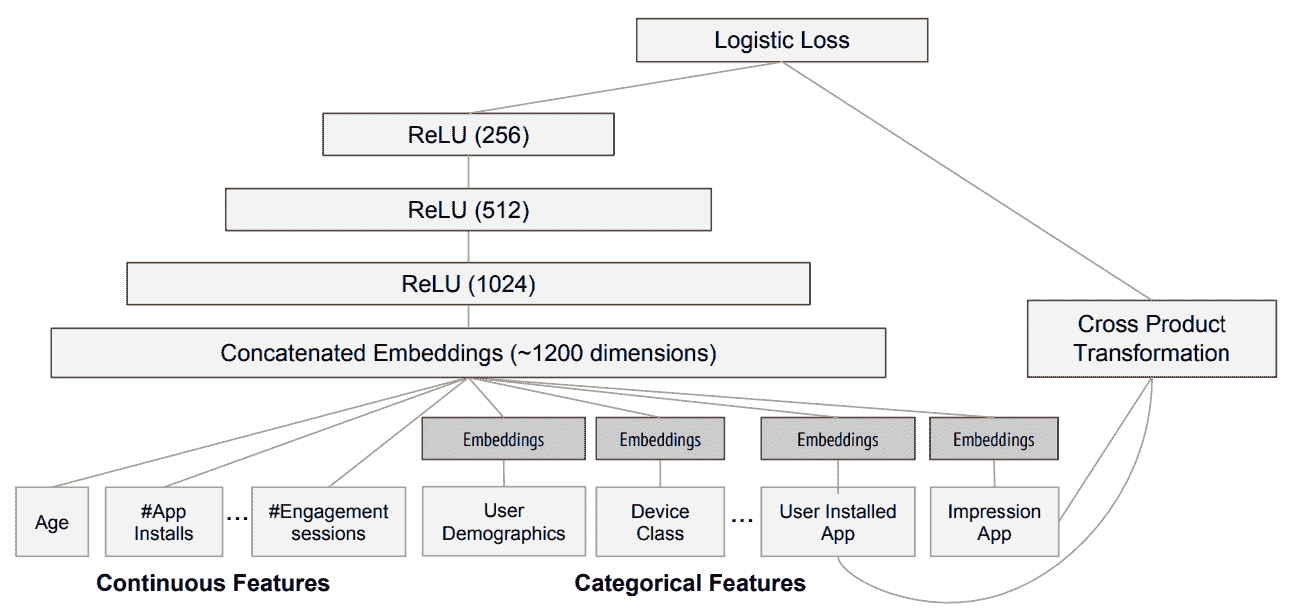 Logistic Loss
ReLU (256)
ReLU (512)
ReLU (1024)
Concatenated Embeddings (~1200 dimensions)
Cross Product
Transformation
Embeddings
Embeddings
Embeddings
Embeddings
Age
#App
Installs
...
#Engagement
sessions
User
Demographics
Device
Class
...
User Installed
App
Impression
App
Continuous Features
Categorical Features